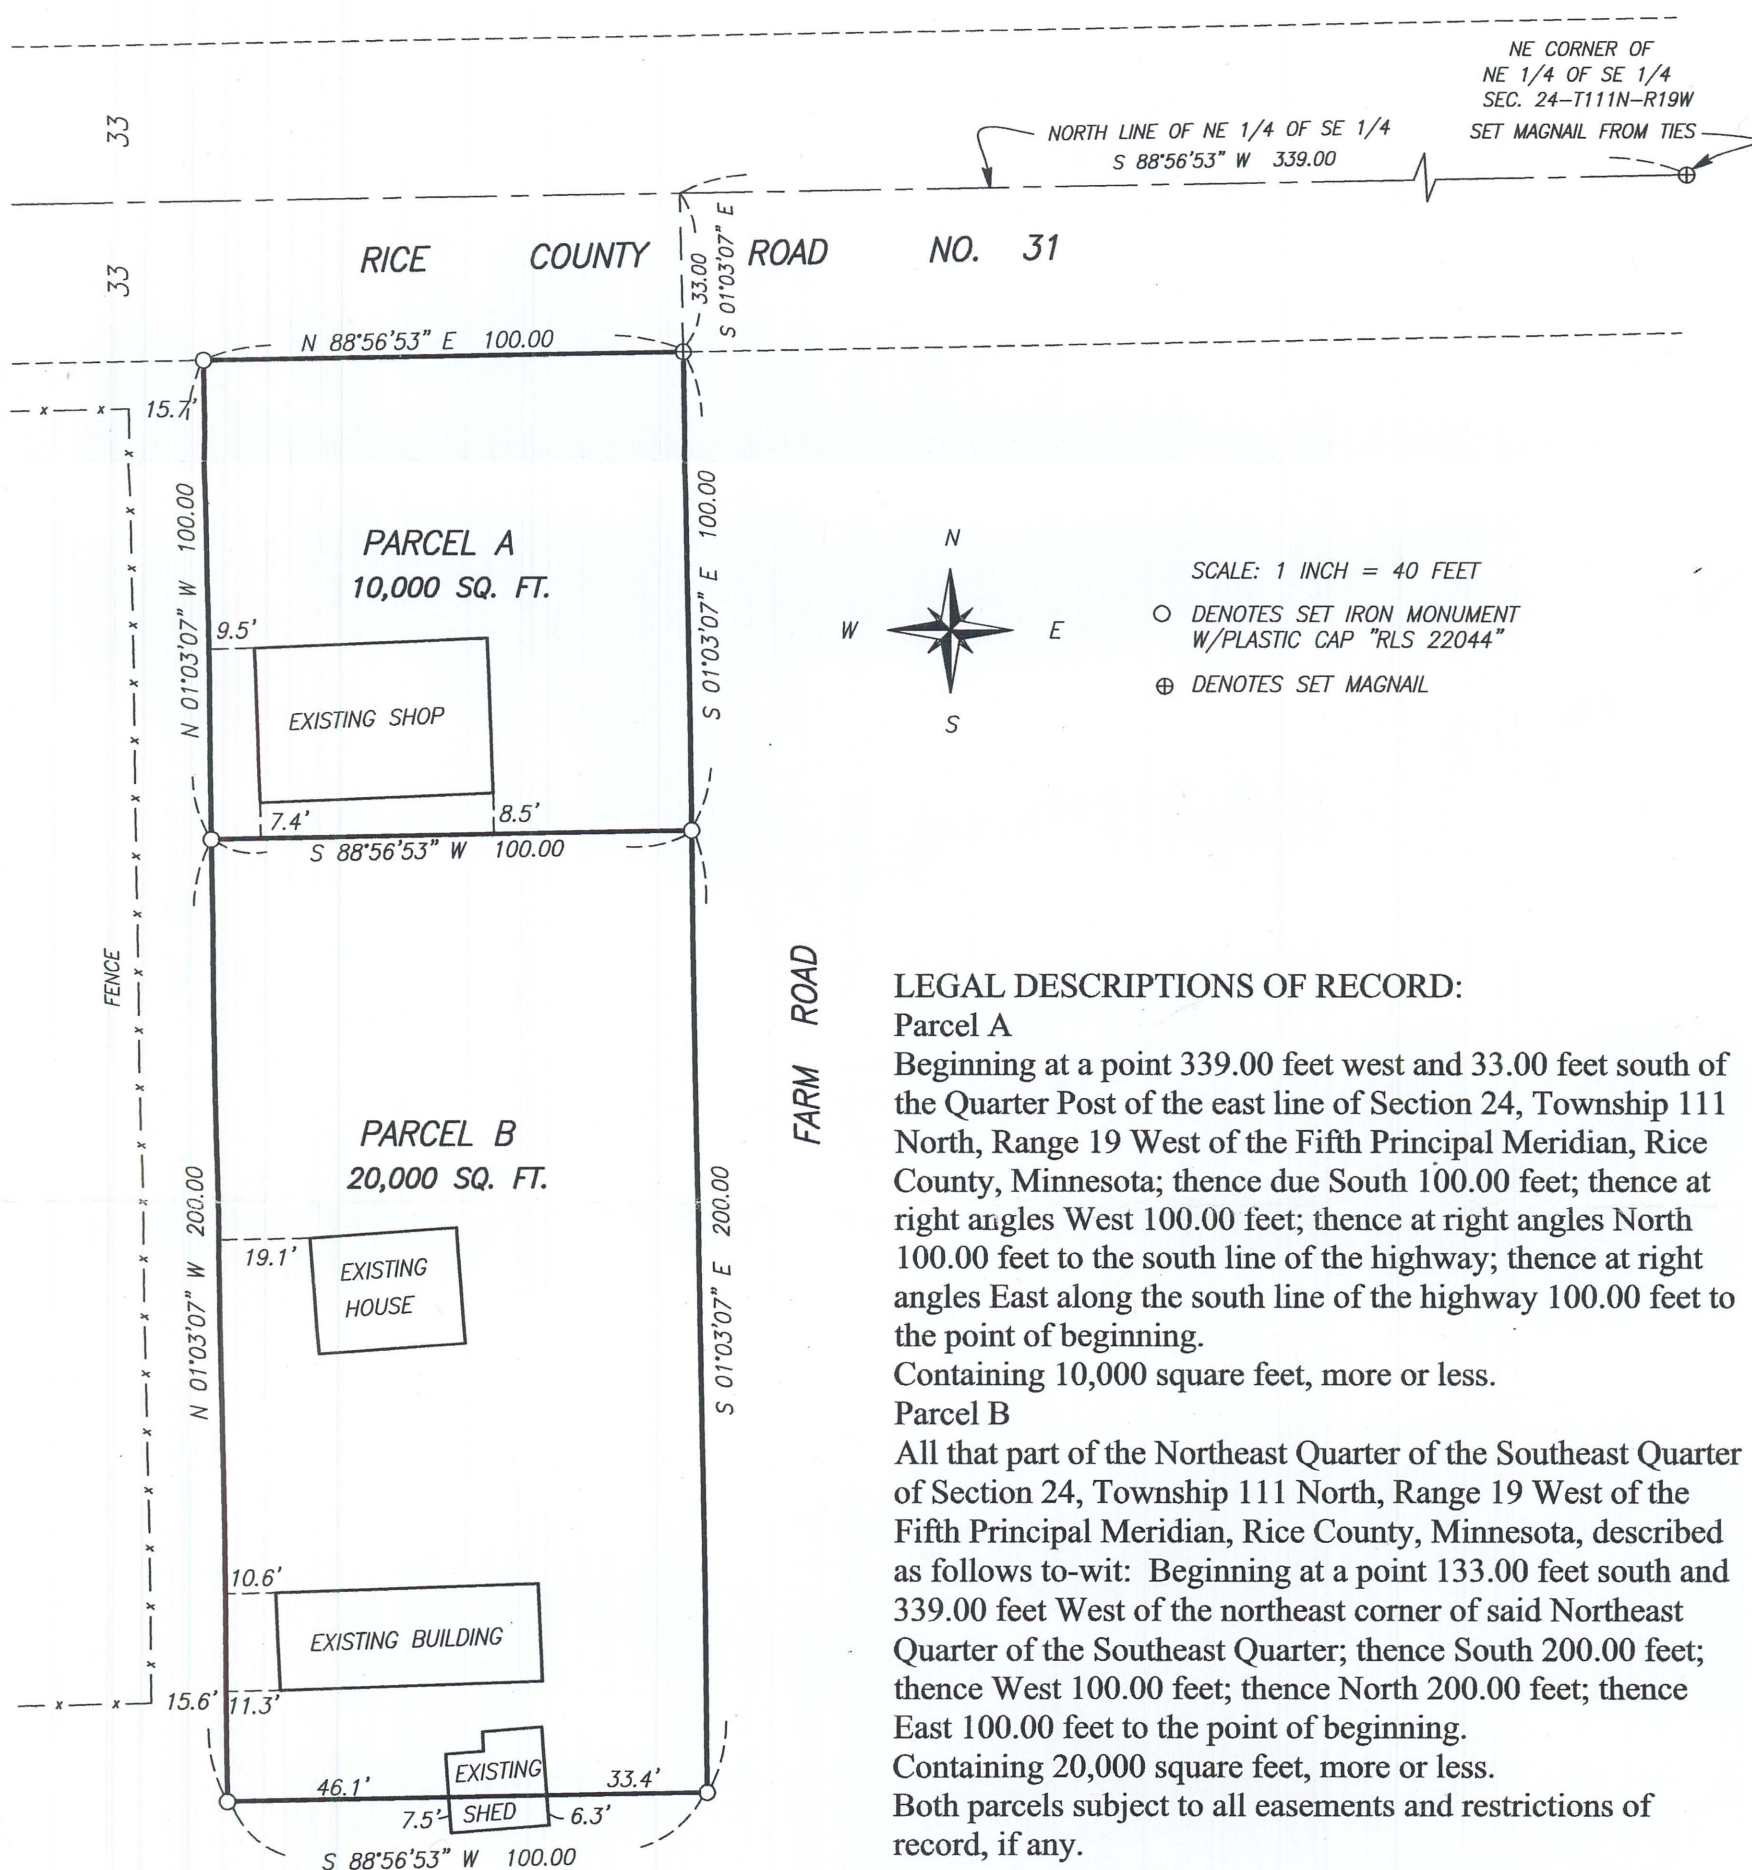 NE CORNER OF
NE 1/4 OF SE 1/4
SEC. 24-T111N-R19W
SET MAGNAIL FROM TIES
NORTH LINE OF NE 1/4 OF SE 1/4
S 88°56'53" W 339.00
33
33
RICE COUNTY ROAD NO. 31
33.00
S 01°03'07" E
N 88°56'53" E 100.00
15.7'
N 01°03'07" W 100.00
S 01°03'07" E 100.00
PARCEL A
10,000 SQ. FT.
9.5'
EXISTING SHOP
7.4'
8.5'
S 88°56'53" W 100.00
N
W
E
S
SCALE: 1 INCH = 40 FEET
DENOTES SET IRON MONUMENT
W/PLASTIC CAP "RLS 22044"
DENOTES SET MAGNAIL
FENCE
FARM ROAD
PARCEL B
20,000 SQ. FT.
N 01°03'07" W 200.00
S 01°03'07" E 200.00
19.1'
EXISTING
HOUSE
10.6'
EXISTING BUILDING
15.6'
11.3'
EXISTING
SHED
46.1'
33.4'
7.5'
6.3'
S 88°56'53" W 100.00
LEGAL DESCRIPTIONS OF RECORD:
Parcel A
Beginning at a point 339.00 feet west and 33.00 feet south of
the Quarter Post of the east line of Section 24, Township 111
North, Range 19 West of the Fifth Principal Meridian, Rice
County, Minnesota; thence due South 100.00 feet; thence at
right angles West 100.00 feet; thence at right angles North
100.00 feet to the south line of the highway; thence at right
angles East along the south line of the highway 100.00 feet to
the point of beginning.
Containing 10,000 square feet, more or less.
Parcel B
All that part of the Northeast Quarter of the Southeast Quarter
of Section 24, Township 111 North, Range 19 West of the
Fifth Principal Meridian, Rice County, Minnesota, described
as follows to-wit: Beginning at a point 133.00 feet south and
339.00 feet West of the northeast corner of said Northeast
Quarter of the Southeast Quarter; thence South 200.00 feet;
thence West 100.00 feet; thence North 200.00 feet; thence
East 100.00 feet to the point of beginning.
Containing 20,000 square feet, more or less.
Both parcels subject to all easements and restrictions of
record, if any.